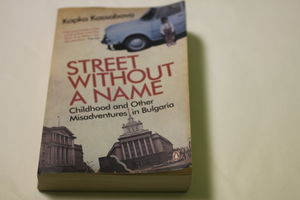 Kapka Kassabova
STREET
WITHOUT
A NAME
Childhood and Other
Misadventures in Bulgaria